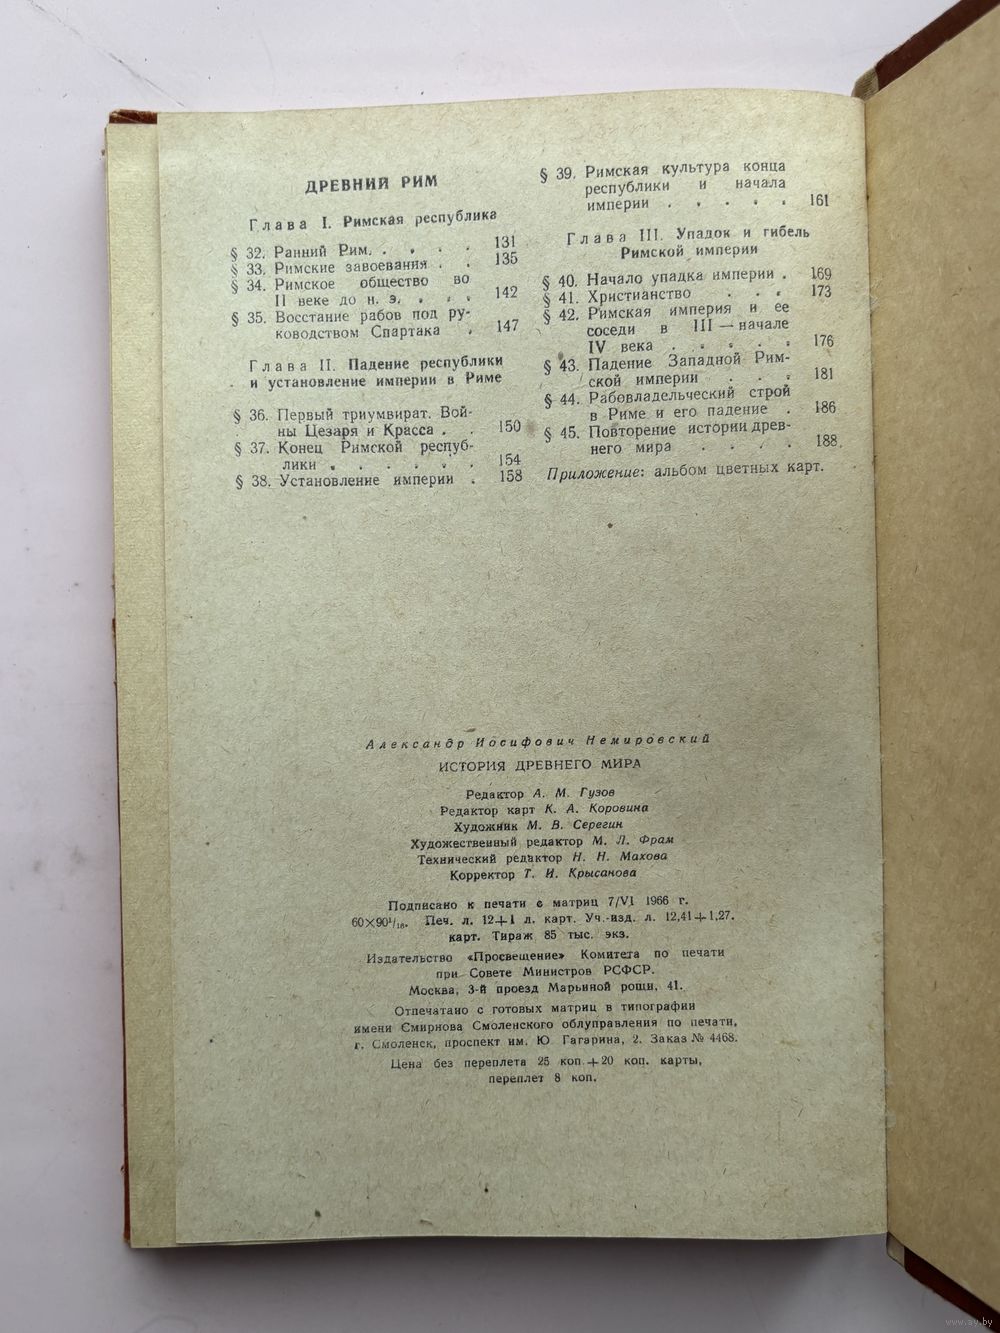 ДРЕВНИЙ РИМ
Глава I. Римская республика
§ 32. Ранний Рим. . . . . 131
§ 33. Римские завоевания . . 135
§ 34. Римское общество во
II веке до н. э. . . . 142
§ 35. Восстание рабов под ру-
ководством Спартака . 147
Глава II. Падение республики
и установление империи в Риме
§ 36. Первый триумвират. Вой-
ны Цезаря и Красса . . 150
§ 37. Конец Римской респуб-
лики . . . . . . 154
§ 38. Установление империи . 158
§ 39. Римская культура конца
республики и начала
империи . . . . . 161
Глава III. Упадок и гибель
Римской империи
§ 40. Начало упадка империи . 169
§ 41. Христианство . . . 173
§ 42. Римская империя и ее
соседи в III — начале
IV века . . . . . 176
§ 43. Падение Западной Рим-
ской империи . . . 181
§ 44. Рабовладельческий строй
в Риме и его падение . 186
§ 45. Повторение истории древ-
него мира . . . . 188
Приложение: альбом цветных карт.
Александр Иосифович Немировский
ИСТОРИЯ ДРЕВНЕГО МИРА
Редактор А. М. Гузов
Редактор карт К. А. Коровина
Художник М. В. Серегин
Художественный редактор М. Л. Фрам
Технический редактор Н. Н. Махова
Корректор Т. И. Крысанова
Подписано к печати с матриц 7/VI 1966 г.
60×90¹/₁₆. Печ. л. 12+1 л. карт. Уч.-изд. л. 12,41+1,27.
карт. Тираж 85 тыс. экз.
Издательство «Просвещение» Комитета по печати
при Совете Министров РСФСР.
Москва, 3-й проезд Марьиной рощи, 41.
Отпечатано с готовых матриц в типографии
имени Смирнова Смоленского облуправления по печати,
г. Смоленск, проспект им. Ю Гагарина, 2. Заказ № 4468.
Цена без переплета 25 коп.+20 коп. карты,
переплет 8 коп.
www.ay.by